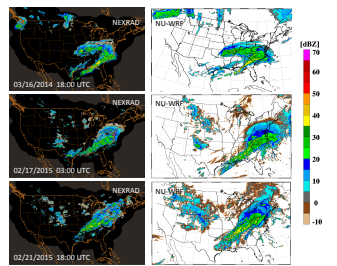 NEXRAD
NU-WRF
03/16/2014 18:00 UTC
NEXRAD
NU-WRF
02/17/2015 03:00 UTC
NEXRAD
NU-WRF
02/21/2015 18:00 UTC
[dBZ]
70
60
50
40
30
20
10
0
-10